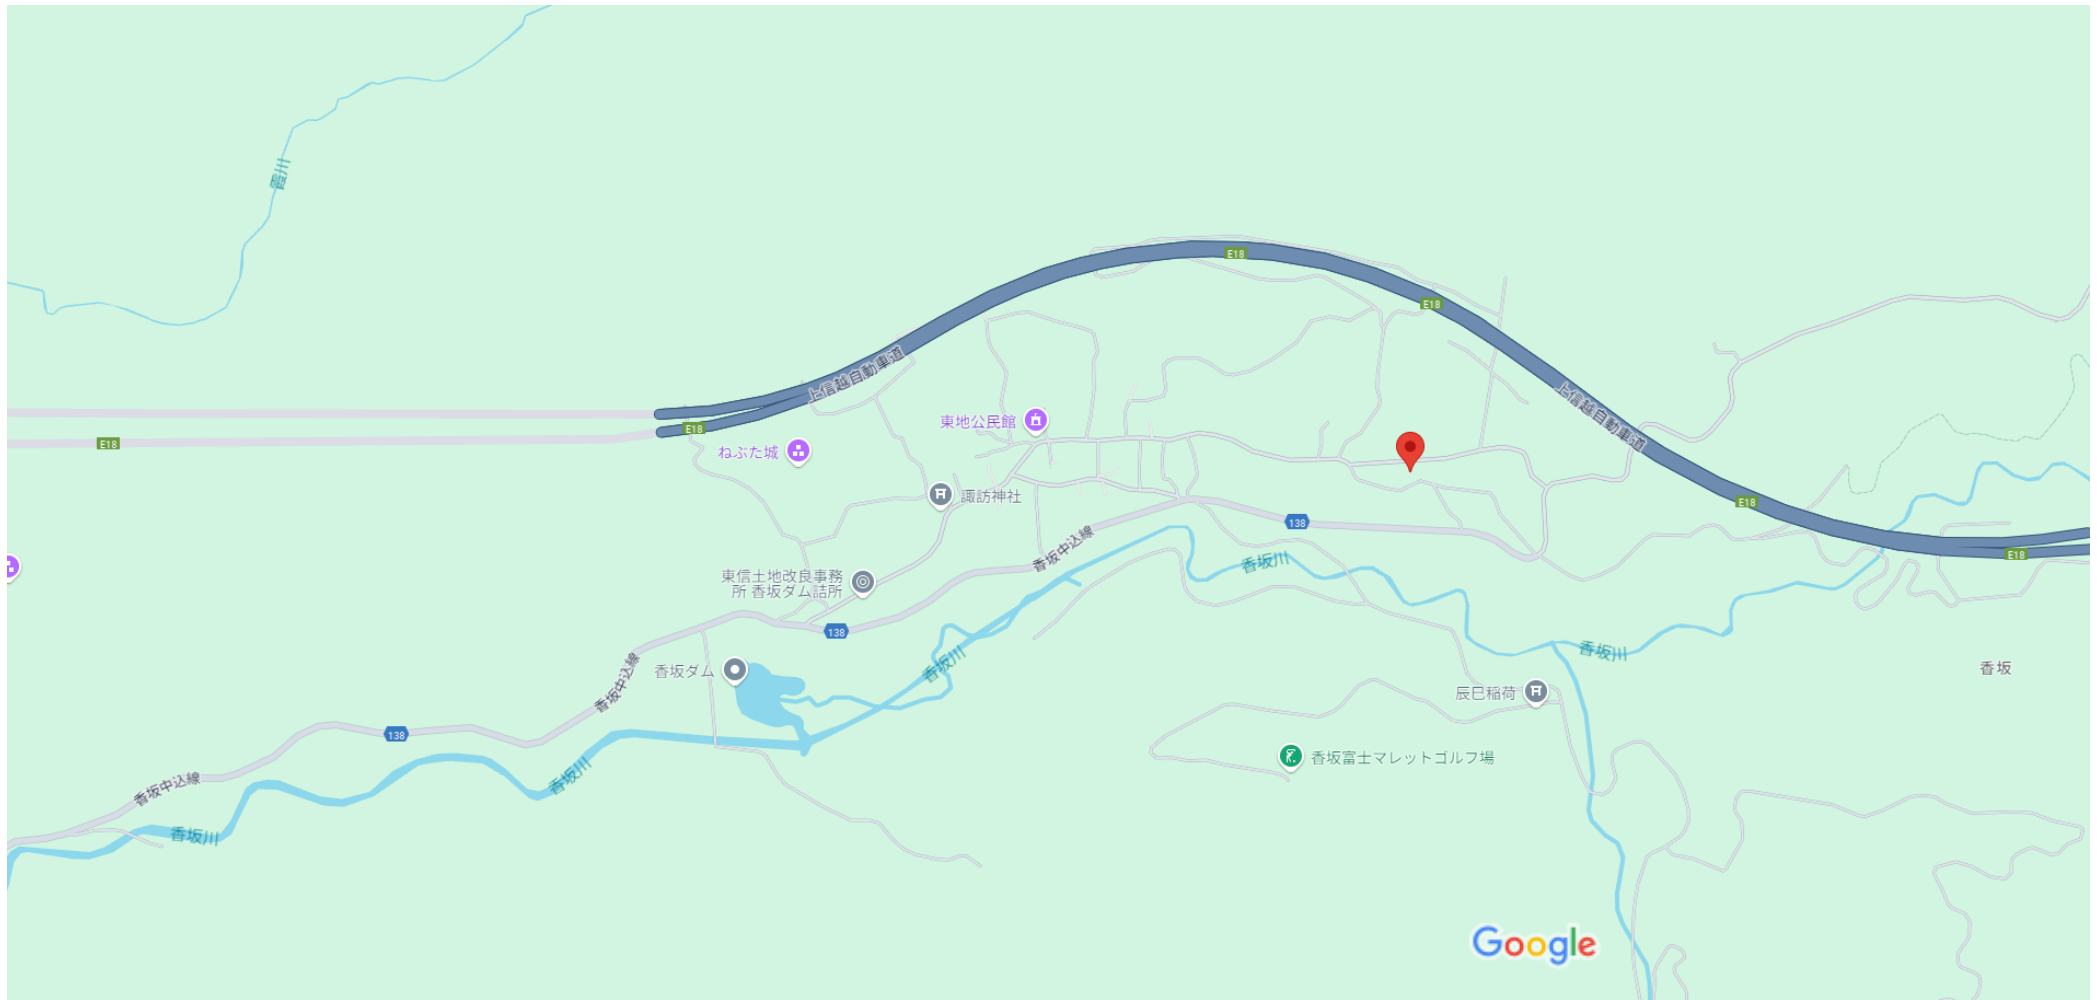 霞川
E18
E18
上信越自動車道
東地公民館
上信越自動車道
E18
ねぶた城
E18
諏訪神社
E18
138
香坂中込線
香坂川
E18
東信土地改良事務
所 香坂ダム詰所
138
香坂川
香坂川
香坂ダム
香坂中込線
香坂
辰巳稲荷
138
香坂富士マレットゴルフ場
香坂川
香坂中込線
香坂川
Google